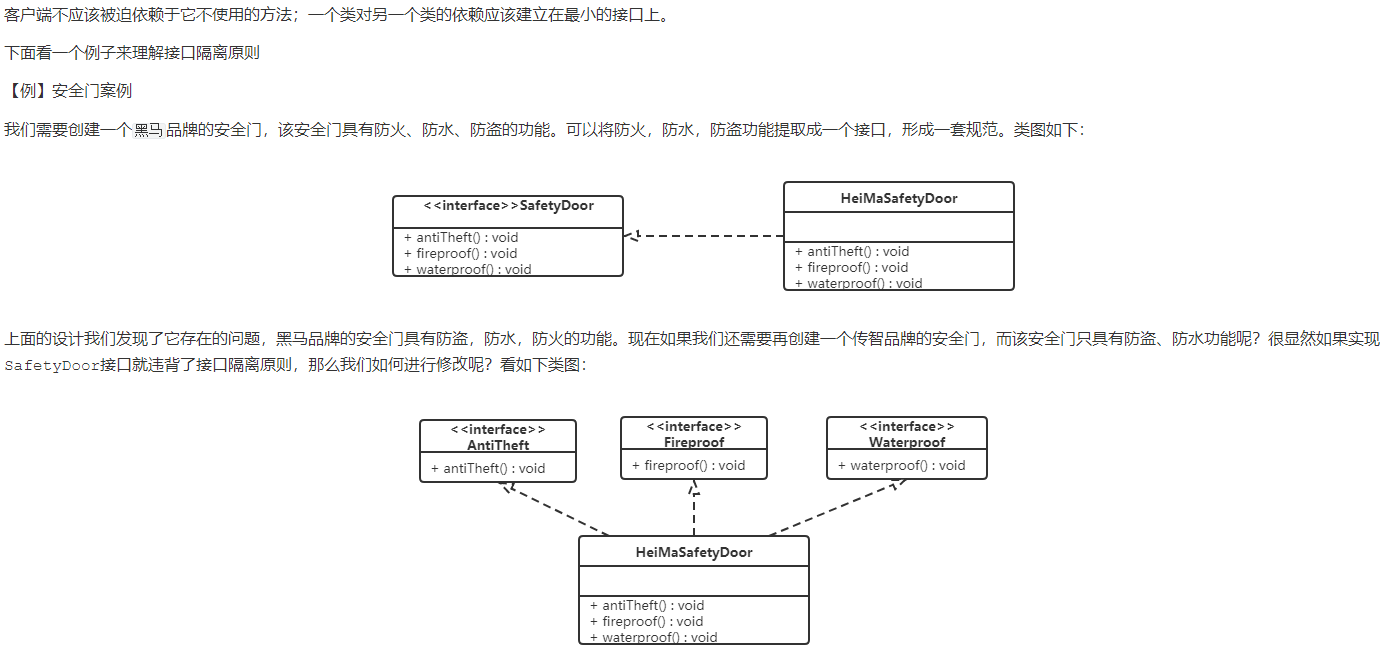 客户端不应该被迫依赖于它不使用的方法；一个类对另一个类的依赖应该建立在最小的接口上。
下面看一个例子来理解接口隔离原则
【例】安全门案例
我们需要创建一个黑马品牌的安全门，该安全门具有防火、防水、防盗的功能。可以将防火，防水，防盗功能提取成一个接口，形成一套规范。类图如下：
<<interface>>SafetyDoor
+ antiTheft() : void
+ fireproof() : void
+ waterproof() : void
HeiMaSafetyDoor
+ antiTheft() : void
+ fireproof() : void
+ waterproof() : void
上面的设计我们发现了它存在的问题，黑马品牌的安全门具有防盗，防水，防火的功能。现在如果我们还需要再创建一个传智品牌的安全门，而该安全门只具有防盗、防水功能呢？很显然如果实现
SafetyDoor接口就违背了接口隔离原则，那么我们如何进行修改呢？看如下类图：
<<interface>>
AntiTheft
+ antiTheft() : void
<<interface>>
Fireproof
+ fireproof() : void
<<interface>>
Waterproof
+ waterproof() : void
HeiMaSafetyDoor
+ antiTheft() : void
+ fireproof() : void
+ waterproof() : void